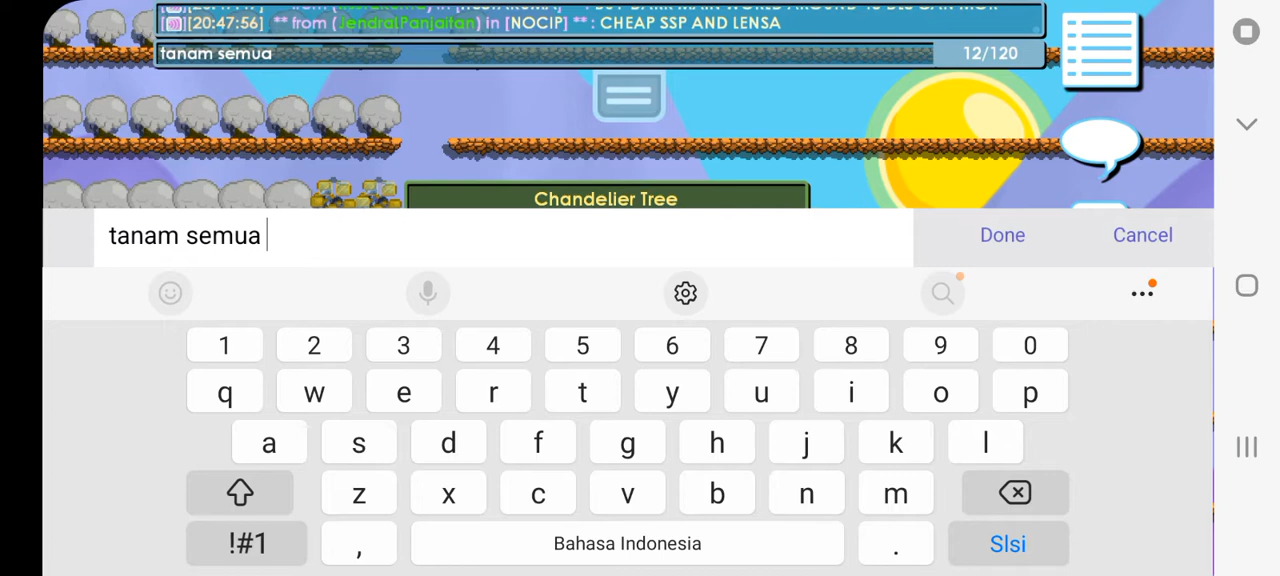 [20:47:56] ** from (JendralPanjaitan) in [NOCIP] ** : CHEAP SSP AND LENSA
tanam semua
12/120
Chandelier Tree
tanam semua
Done
Cancel
1 2 3 4 5 6 7 8 9 0
q w e r t y u i o p
a s d f g h j k l
z x c v b n m
!#1 , Bahasa Indonesia . Slsi